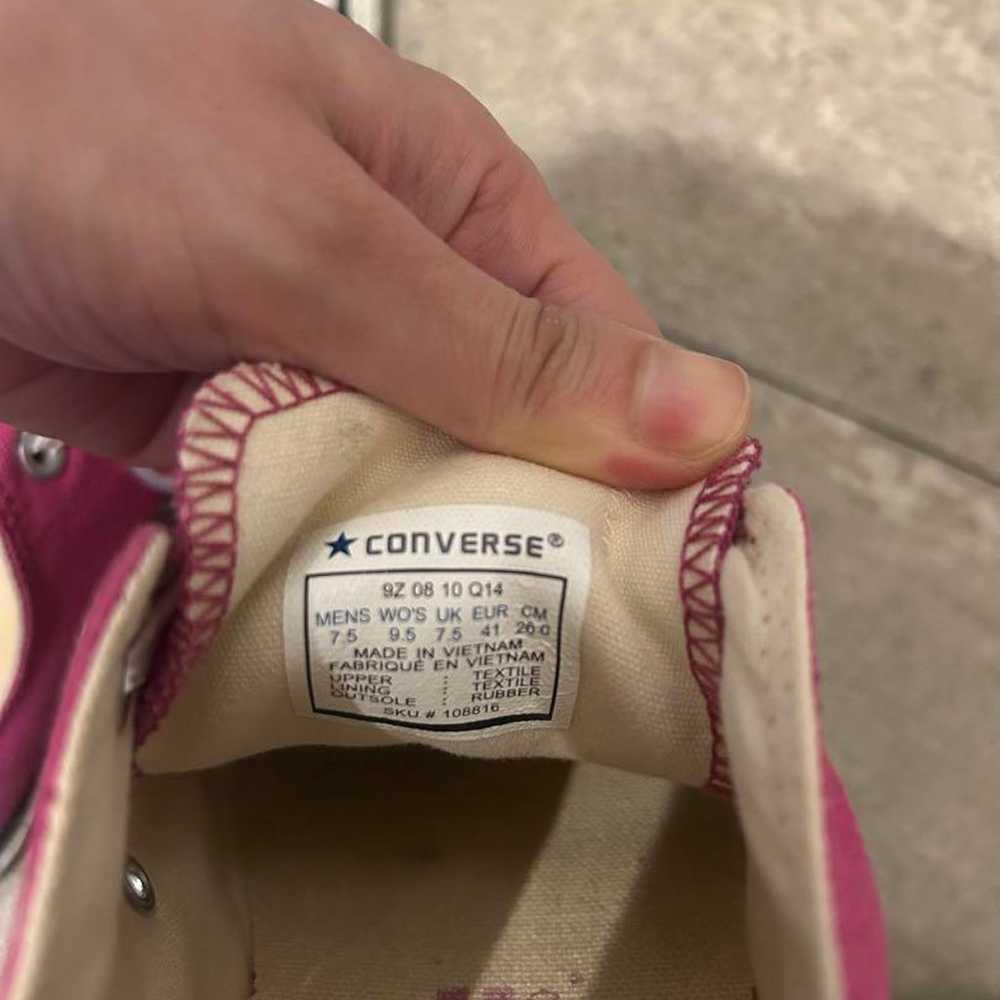 CONVERSE®
9Z 08 10 Q14
MENS WO'S UK EUR CM
7.5 9.5 7.5 41 26.0
MADE IN VIETNAM
FABRIQUÉ EN VIETNAM
UPPER : TEXTILE
LINING : TEXTILE
OUTSOLE : RUBBER
SKU # 108816